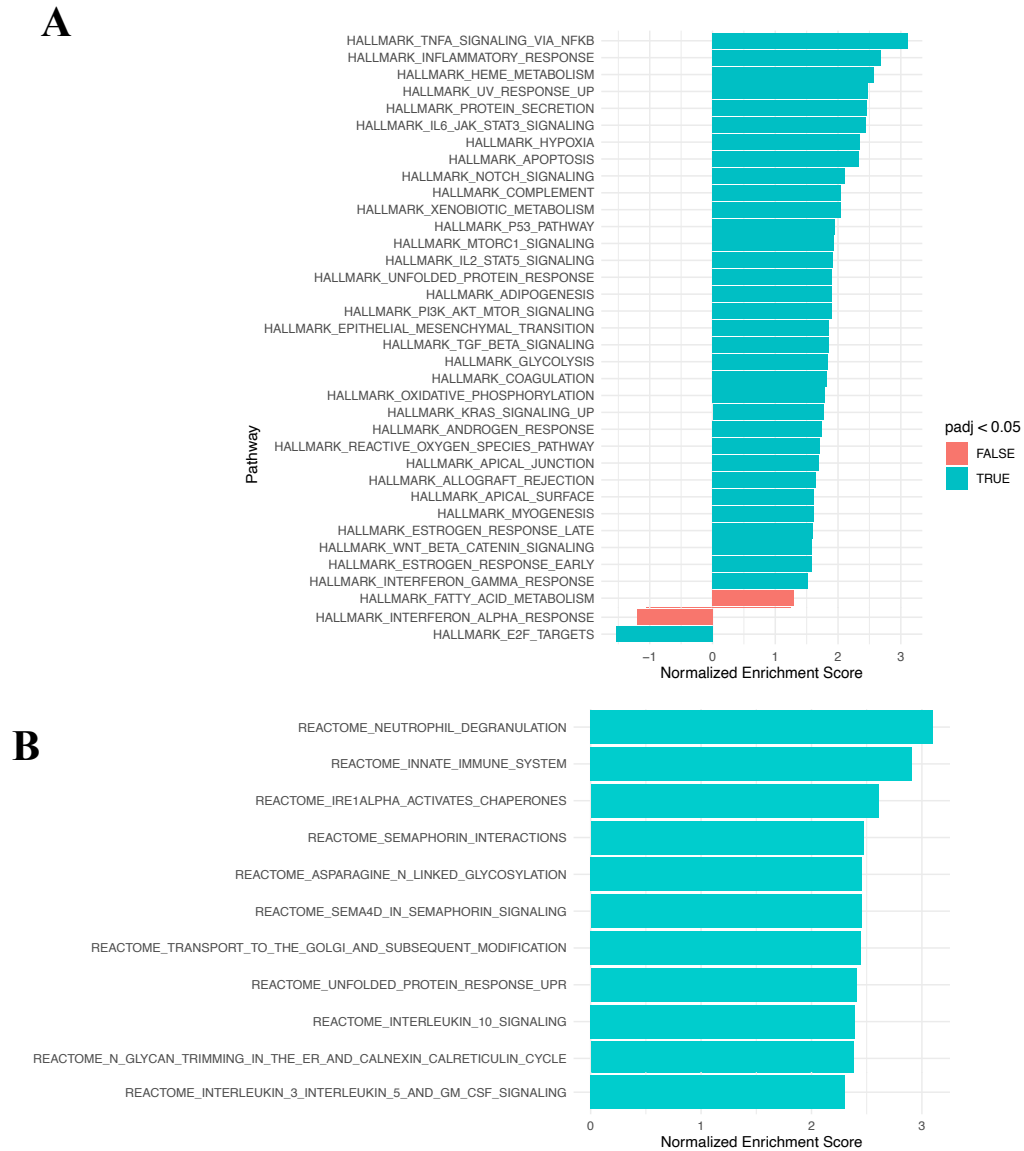 A
HALLMARK_TNFA_SIGNALING_VIA_NFKB
HALLMARK_INFLAMMATORY_RESPONSE
HALLMARK_HEME_METABOLISM
HALLMARK_UV_RESPONSE_UP
HALLMARK_PROTEIN_SECRETION
HALLMARK_IL6_JAK_STAT3_SIGNALING
HALLMARK_HYPOXIA
HALLMARK_APOPTOSIS
HALLMARK_NOTCH_SIGNALING
HALLMARK_COMPLEMENT
HALLMARK_XENOBIOTIC_METABOLISM
HALLMARK_P53_PATHWAY
HALLMARK_MTORC1_SIGNALING
HALLMARK_IL2_STAT5_SIGNALING
HALLMARK_UNFOLDED_PROTEIN_RESPONSE
HALLMARK_ADIPOGENESIS
HALLMARK_PI3K_AKT_MTOR_SIGNALING
HALLMARK_EPITHELIAL_MESENCHYMAL_TRANSITION
HALLMARK_TGF_BETA_SIGNALING
HALLMARK_GLYCOLYSIS
HALLMARK_COAGULATION
HALLMARK_OXIDATIVE_PHOSPHORYLATION
HALLMARK_KRAS_SIGNALING_UP
HALLMARK_ANDROGEN_RESPONSE
HALLMARK_REACTIVE_OXYGEN_SPECIES_PATHWAY
HALLMARK_APICAL_JUNCTION
HALLMARK_ALLOGRAFT_REJECTION
HALLMARK_APICAL_SURFACE
HALLMARK_MYOGENESIS
HALLMARK_ESTROGEN_RESPONSE_LATE
HALLMARK_WNT_BETA_CATENIN_SIGNALING
HALLMARK_ESTROGEN_RESPONSE_EARLY
HALLMARK_INTERFERON_GAMMA_RESPONSE
HALLMARK_FATTY_ACID_METABOLISM
HALLMARK_INTERFERON_ALPHA_RESPONSE
HALLMARK_E2F_TARGETS
Pathway
−1 0 1 2 3
Normalized Enrichment Score
padj < 0.05
FALSE
TRUE
B
REACTOME_NEUTROPHIL_DEGRANULATION
REACTOME_INNATE_IMMUNE_SYSTEM
REACTOME_IRE1ALPHA_ACTIVATES_CHAPERONES
REACTOME_SEMAPHORIN_INTERACTIONS
REACTOME_ASPARAGINE_N_LINKED_GLYCOSYLATION
REACTOME_SEMA4D_IN_SEMAPHORIN_SIGNALING
REACTOME_TRANSPORT_TO_THE_GOLGI_AND_SUBSEQUENT_MODIFICATION
REACTOME_UNFOLDED_PROTEIN_RESPONSE_UPR
REACTOME_INTERLEUKIN_10_SIGNALING
REACTOME_N_GLYCAN_TRIMMING_IN_THE_ER_AND_CALNEXIN_CALRETICULIN_CYCLE
REACTOME_INTERLEUKIN_3_INTERLEUKIN_5_AND_GM_CSF_SIGNALING
0 1 2 3
Normalized Enrichment Score